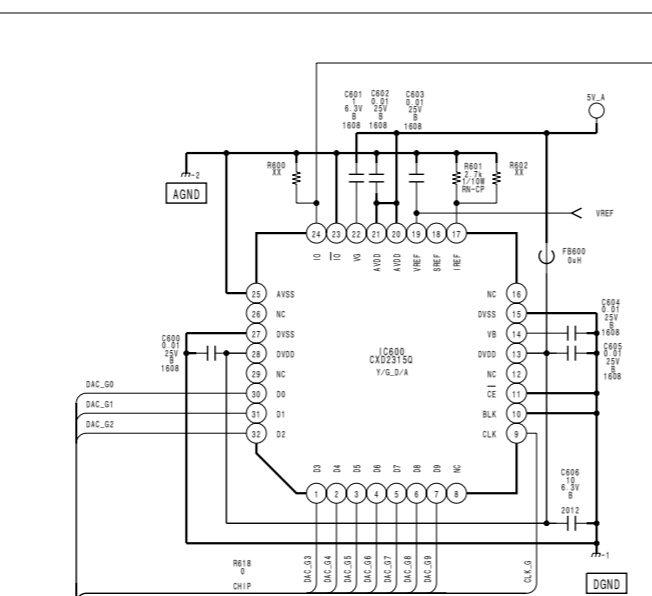 C601
1
6.3V
B
1608
C602
0.01
25V
B
1608
C603
0.01
25V
B
1608
5V_A
R600
XX
R601
2.7k
1/10W
RN-CP
R602
XX
-2
AGND
VREF
24
23
22
21
20
19
18
17
IO
IO
VG
AVDD
AVDD
VREF
SREF
IREF
FB600
0uH
25
AVSS
26
NC
27
DVSS
28
DVDD
29
NC
30
D0
31
D1
32
D2
NC
16
DVSS
15
VB
14
DVDD
13
NC
12
CE
11
BLK
10
CLK
9
IC600
CXD2315Q
Y/G_D/A
C600
0.01
25V
B
1608
C604
0.01
25V
B
1608
C605
0.01
25V
B
1608
DAC_G0
DAC_G1
DAC_G2
D3
D4
D5
D6
D7
D8
D9
NC
1
2
3
4
5
6
7
8
C606
10
6.3V
B
2012
R618
0
CHIP
DAC_G3
DAC_G4
DAC_G5
DAC_G6
DAC_G7
DAC_G8
DAC_G9
CLK_G
-1
DGND